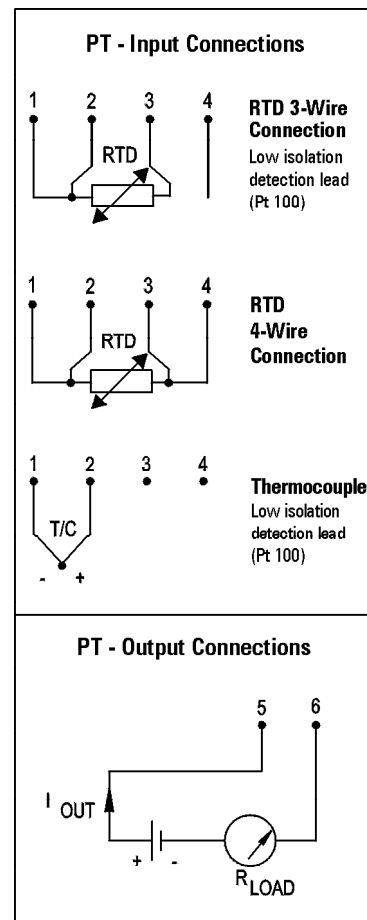 PT - Input Connections
1 2 3 4
RTD
RTD 3-Wire
Connection
Low isolation
detection lead
(Pt 100)
1 2 3 4
RTD
RTD
4-Wire
Connection
1 2 3 4
T/C
- +
Thermocouple
Low isolation
detection lead
(Pt 100)
PT - Output Connections
5 6
I OUT
+ -
R LOAD